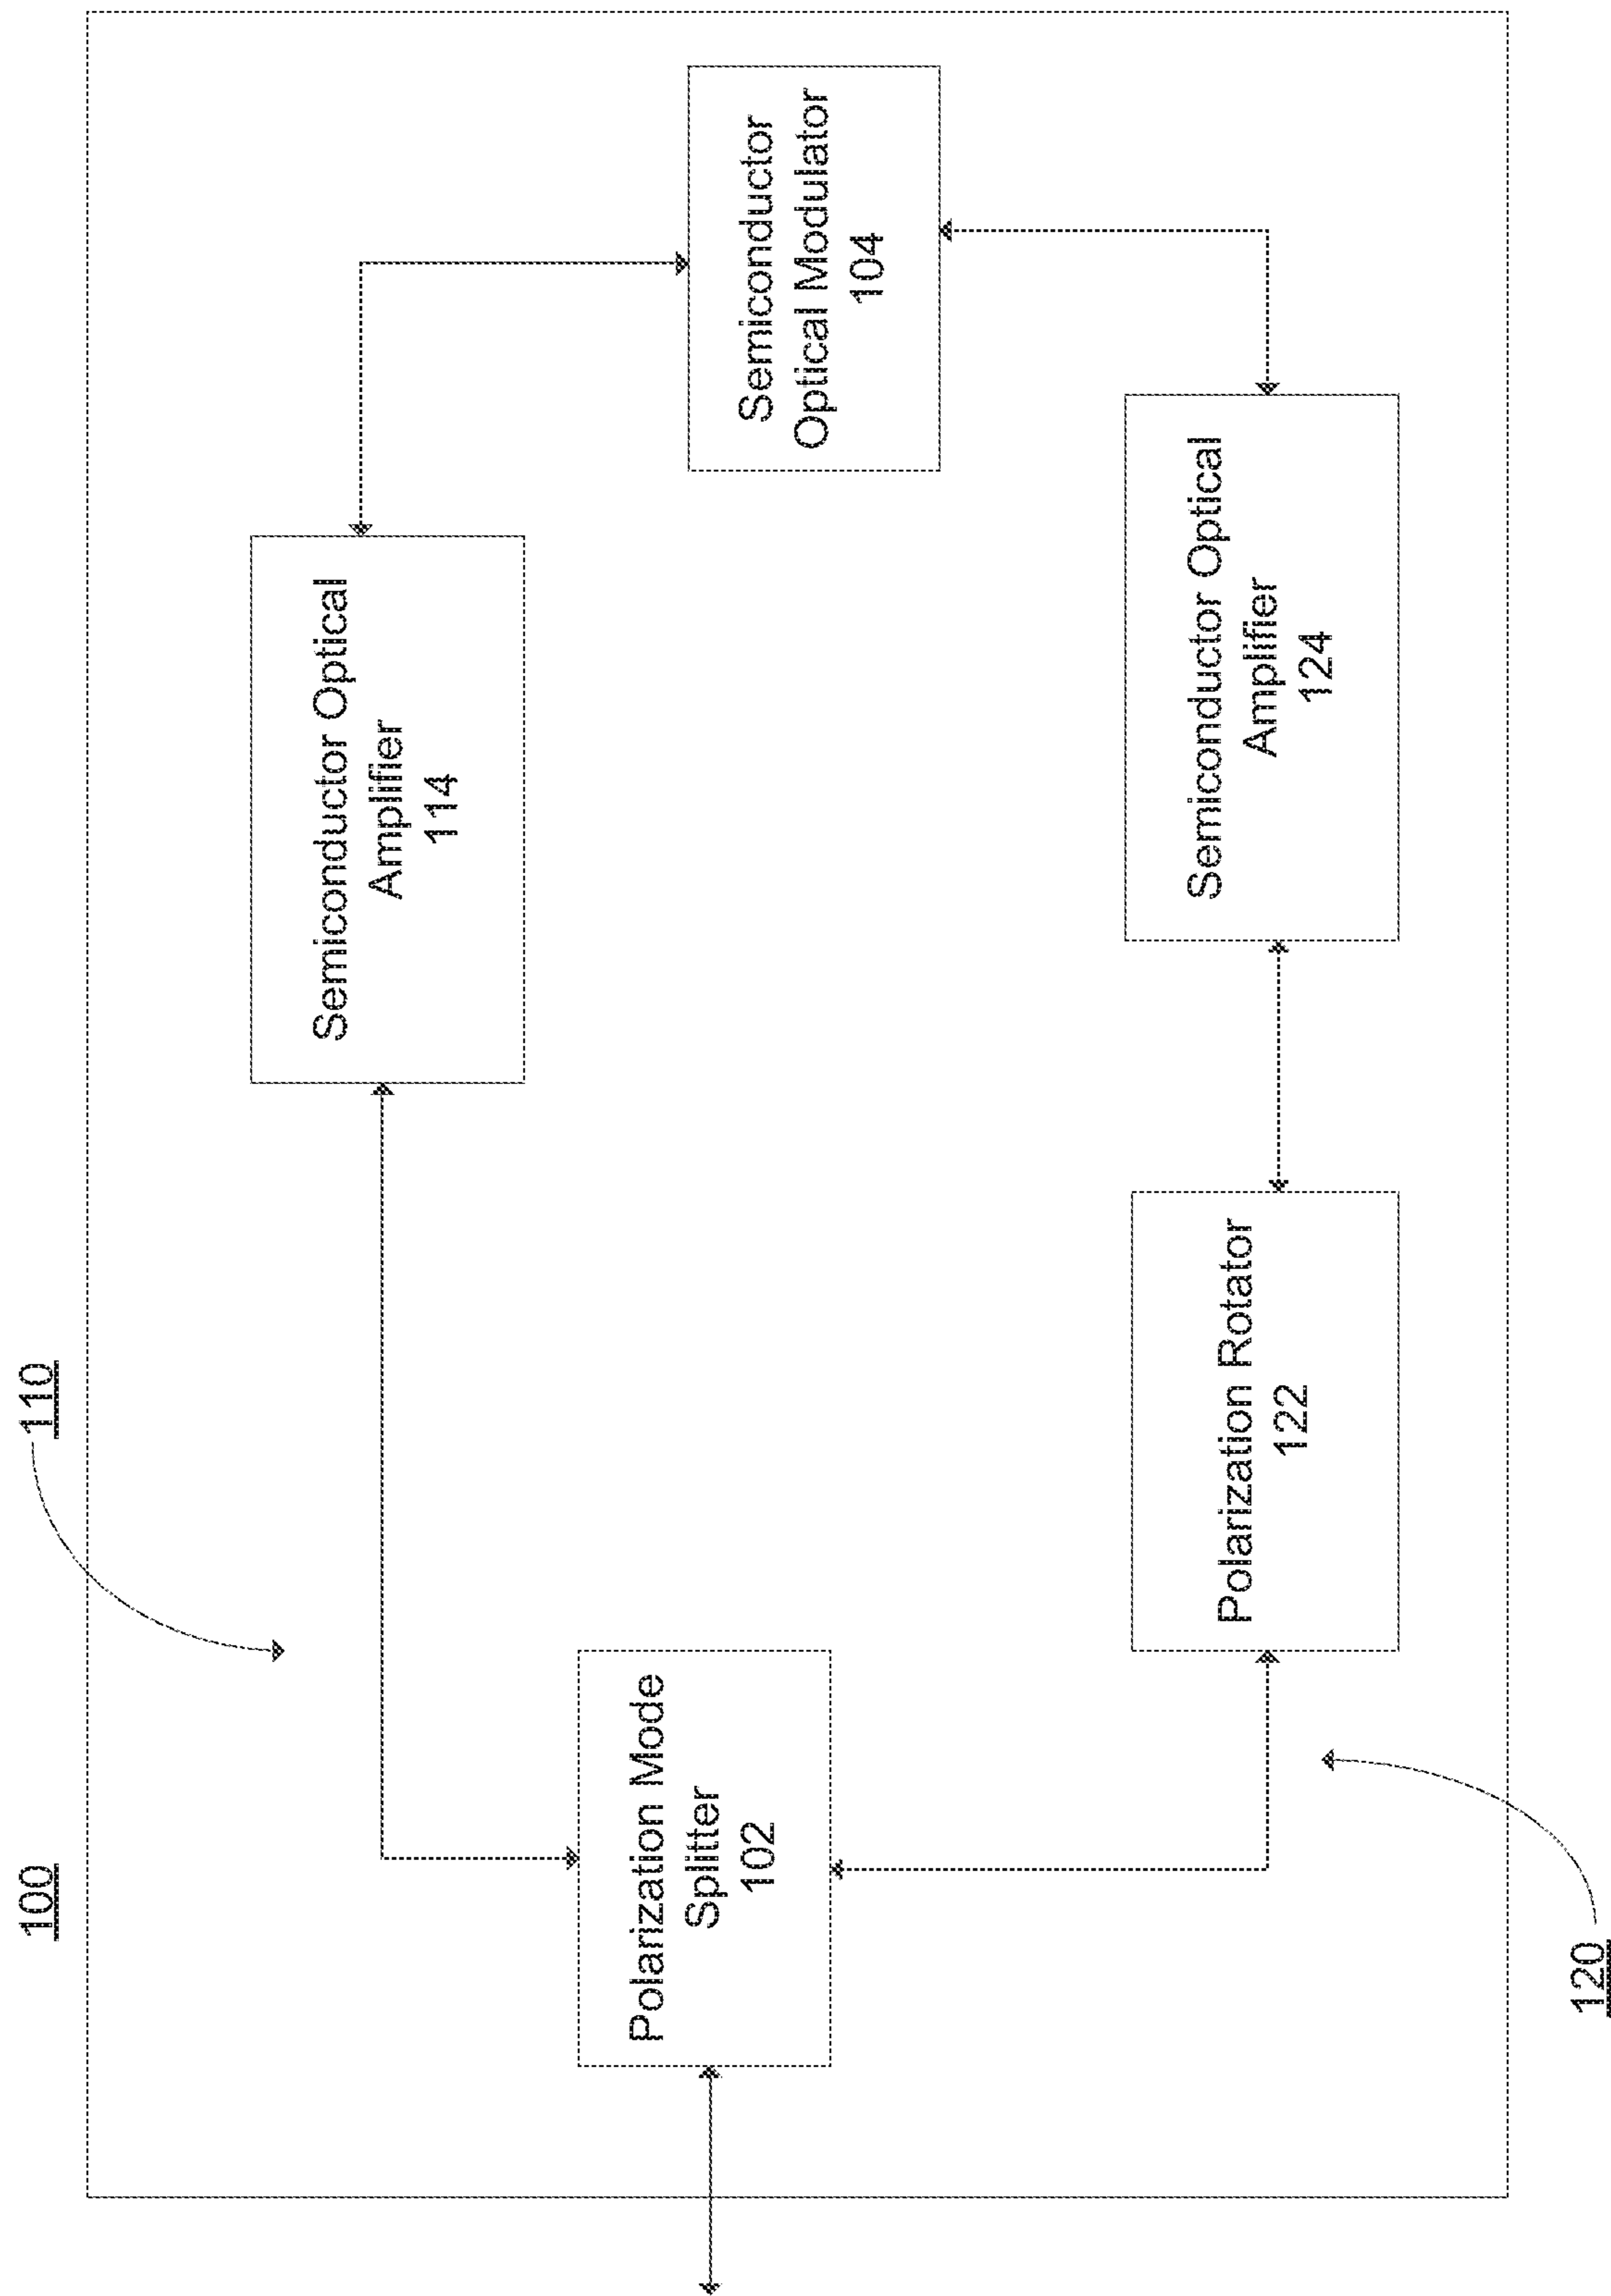 100
110
Semiconductor Optical
Amplifier
114
Polarization Mode
Splitter
102
Semiconductor
Optical Modulator
104
Polarization Rotator
122
Semiconductor Optical
Amplifier
124
120